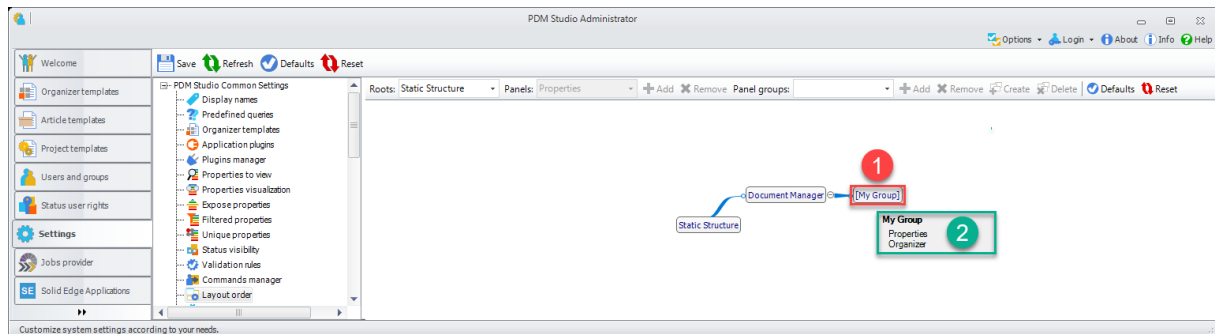 PDM Studio Administrator
Options Login About Info Help
Welcome
Organizer templates
Article templates
Project templates
Users and groups
Status user rights
Settings
Jobs provider
SE Solid Edge Applications
Save Refresh Defaults Reset
PDM Studio Common Settings
Display names
Predefined queries
Organizer templates
Application plugins
Plugins manager
Properties to view
Properties visualization
Expose properties
Filtered properties
Unique properties
Status visibility
Validation rules
Commands manager
Layout order
Roots: Static Structure Panels: Properties Add Remove Panel groups: Add Remove Create Delete Defaults Reset
1
Document Manager [My Group]
Static Structure
My Group
Properties
Organizer
2
Customize system settings according to your needs.